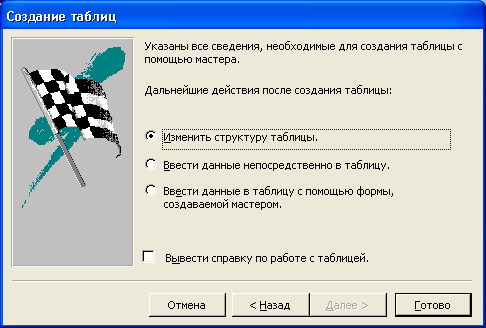 Создание таблиц
Указаны все сведения, необходимые для создания таблицы с
помощью мастера.
Дальнейшие действия после создания таблицы:
Изменить структуру таблицы.
Ввести данные непосредственно в таблицу.
Ввести данные в таблицу с помощью формы,
создаваемой мастером.
Вывести справку по работе с таблицей.
Отмена
< Назад
Далее >
Готово